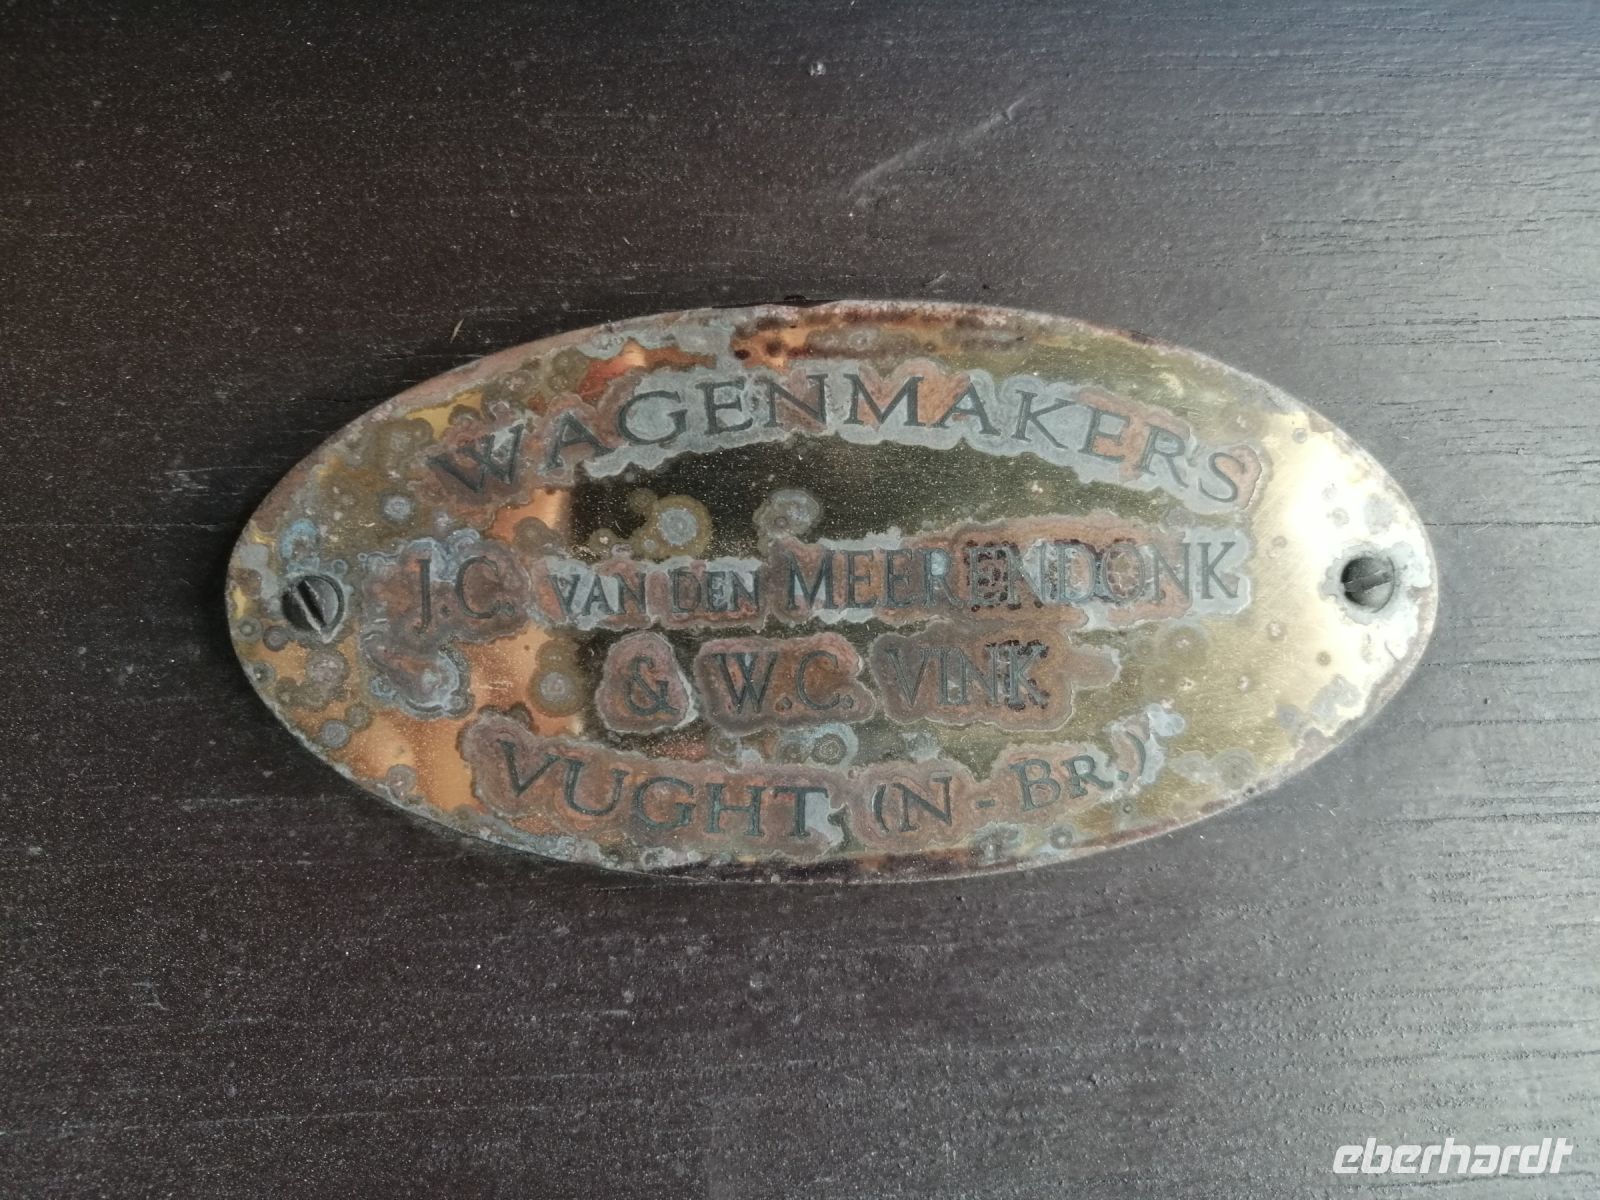 WAGENMAKERS
J.C. VAN DEN MEERENDONK
& W.C. VINK
VUGHT (N-BR.)
eberhardt